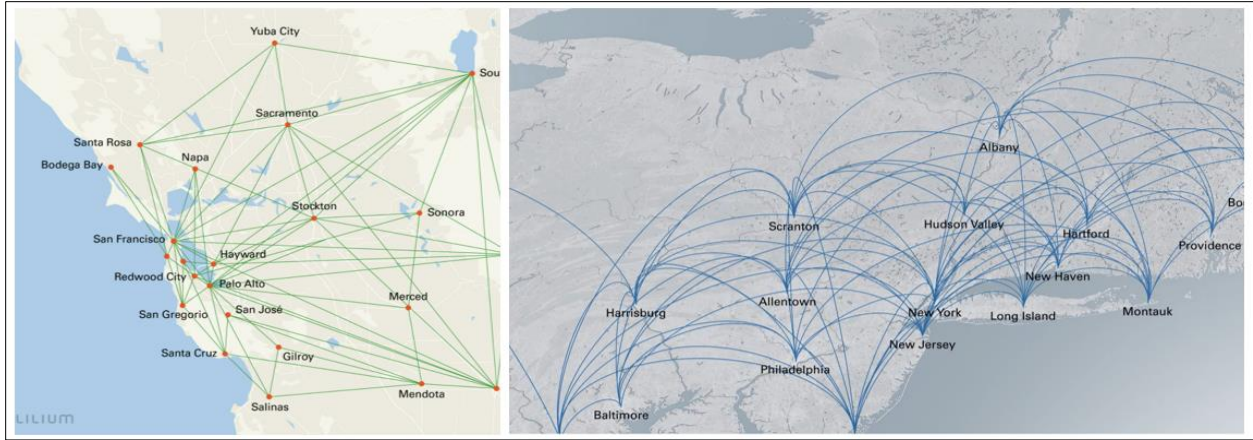 Yuba City
Sou
Sacramento
Santa Rosa
Napa
Bodega Bay
Stockton
Sonora
San Francisco
Hayward
Redwood City
Palo Alto
Merced
San Gregorio
San José
Santa Cruz
Gilroy
Mendota
Salinas
LILIUM
Albany
Bo
Scranton
Hudson Valley
Hartford
Providence
New Haven
Harrisburg
Allentown
New York
Long Island
Montauk
New Jersey
Philadelphia
Baltimore